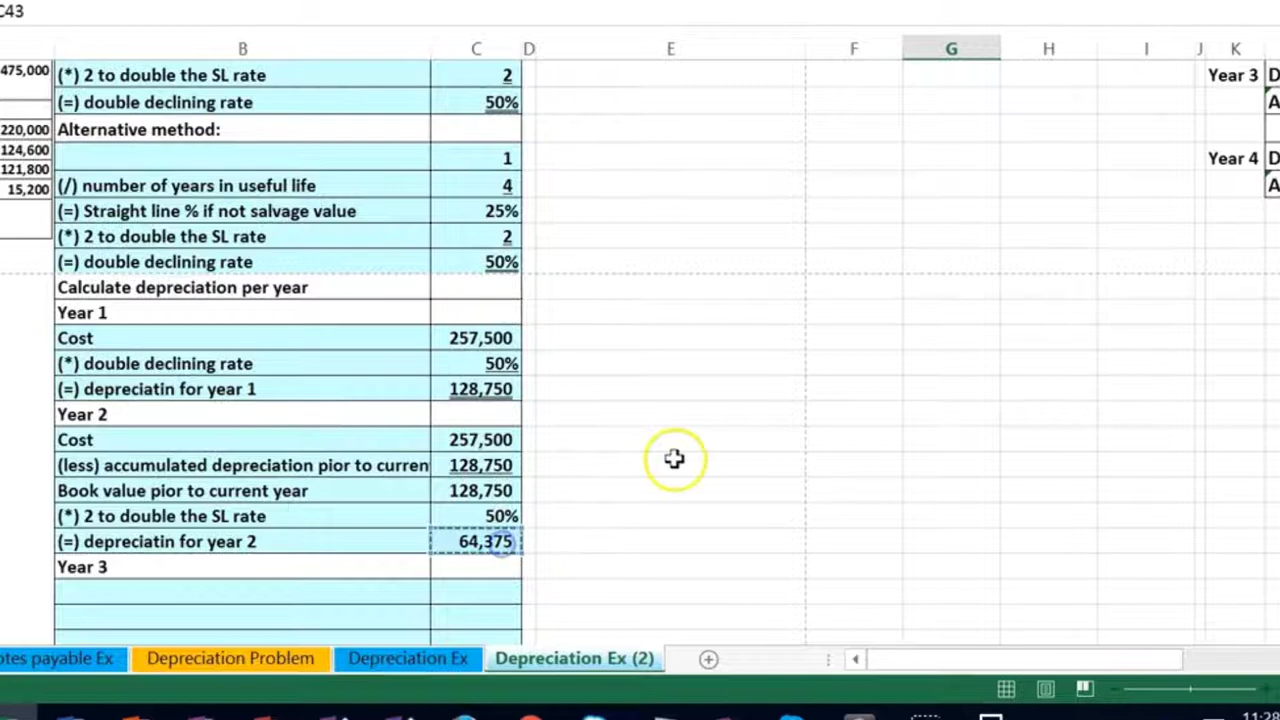 C43
B C D E F G H I J K
475,000 (*) 2 to double the SL rate 2 Year 3 D
(=) double declining rate 50% A
220,000 Alternative method:
124,600 1 Year 4 D
121,800
15,200 (/) number of years in useful life 4 A
(=) Straight line % if not salvage value 25%
(*) 2 to double the SL rate 2
(=) double declining rate 50%
Calculate depreciation per year
Year 1
Cost 257,500
(*) double declining rate 50%
(=) depreciatin for year 1 128,750
Year 2
Cost 257,500
(less) accumulated depreciation pior to curren 128,750
Book value pior to current year 128,750
(*) 2 to double the SL rate 50%
(=) depreciatin for year 2 64,375
Year 3
otes payable Ex Depreciation Problem Depreciation Ex Depreciation Ex (2)